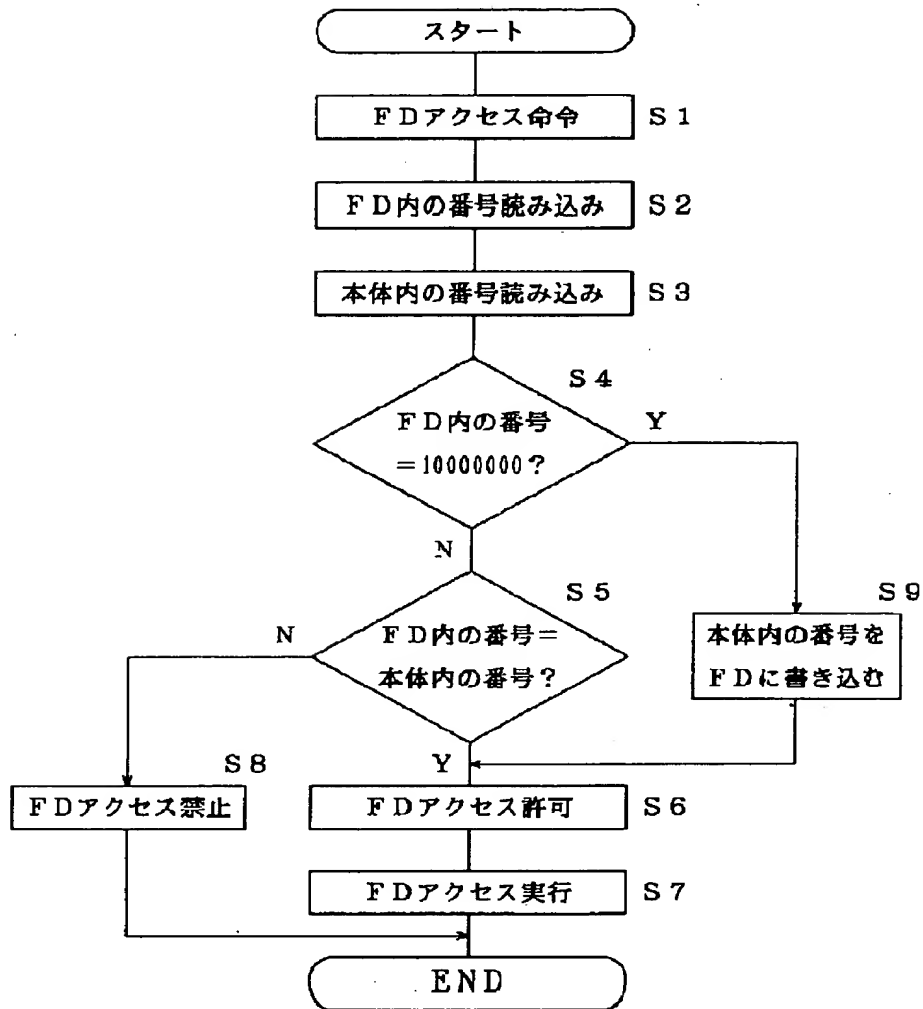 スタート
FDアクセス命令 S1
FD内の番号読み込み S2
本体内の番号読み込み S3
S4
FD内の番号
=10000000?
Y
N
S5
S9
N
FD内の番号=
本体内の番号?
本体内の番号を
FDに書き込む
Y
S8
FDアクセス禁止
FDアクセス許可 S6
FDアクセス実行 S7
END